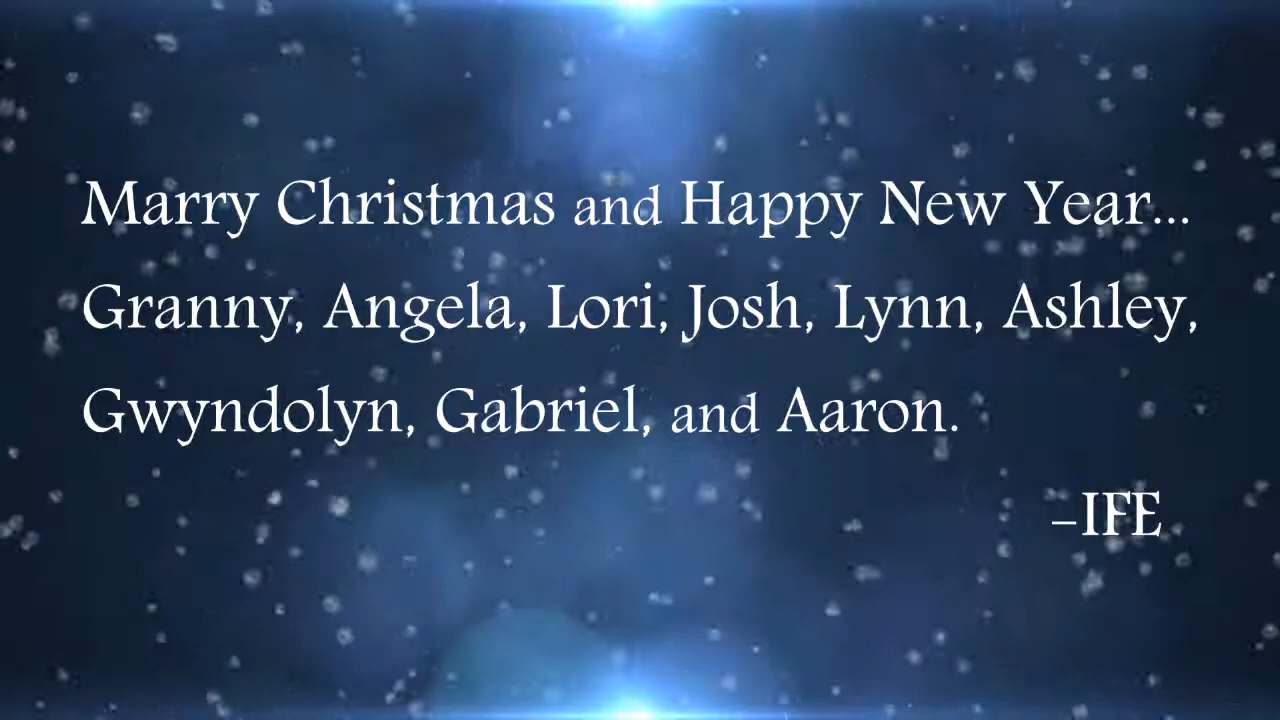 Marry Christmas and Happy New Year...
Granny, Angela, Lori, Josh, Lynn, Ashley,
Gwyndolyn, Gabriel, and Aaron.
-IFE